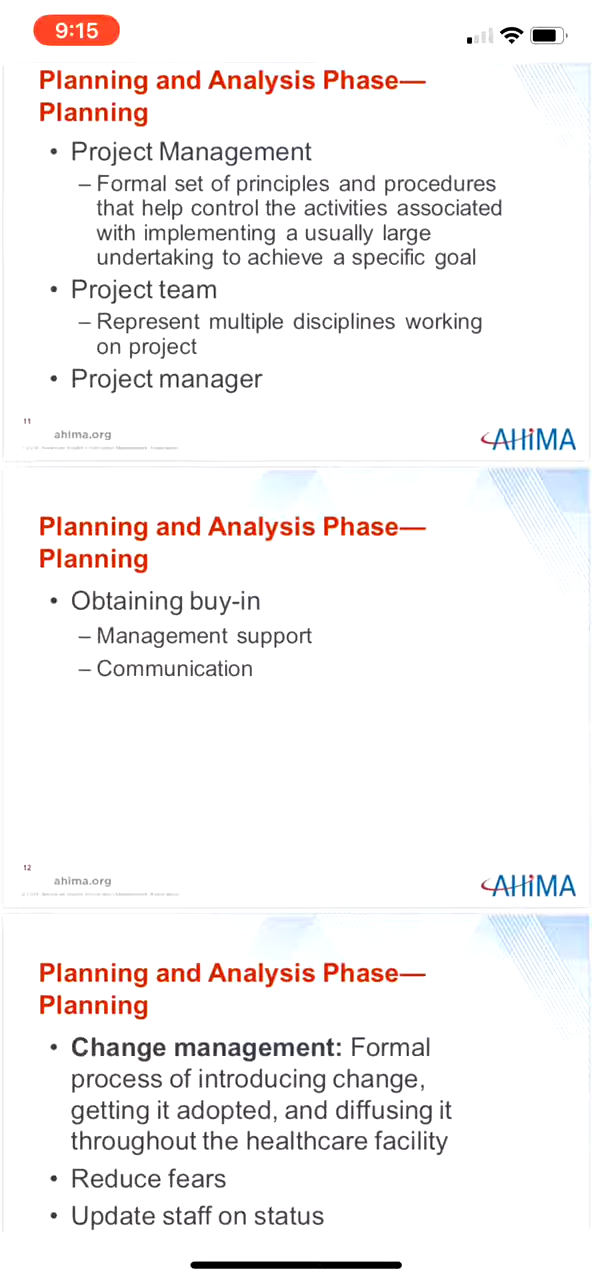 9:15
Planning and Analysis Phase—
Planning
• Project Management
– Formal set of principles and procedures
that help control the activities associated
with implementing a usually large
undertaking to achieve a specific goal
• Project team
– Represent multiple disciplines working
on project
• Project manager
11
ahima.org
AHiMA
Planning and Analysis Phase—
Planning
• Obtaining buy-in
– Management support
– Communication
12
ahima.org
AHiMA
Planning and Analysis Phase—
Planning
• Change management: Formal
process of introducing change,
getting it adopted, and diffusing it
throughout the healthcare facility
• Reduce fears
• Update staff on status